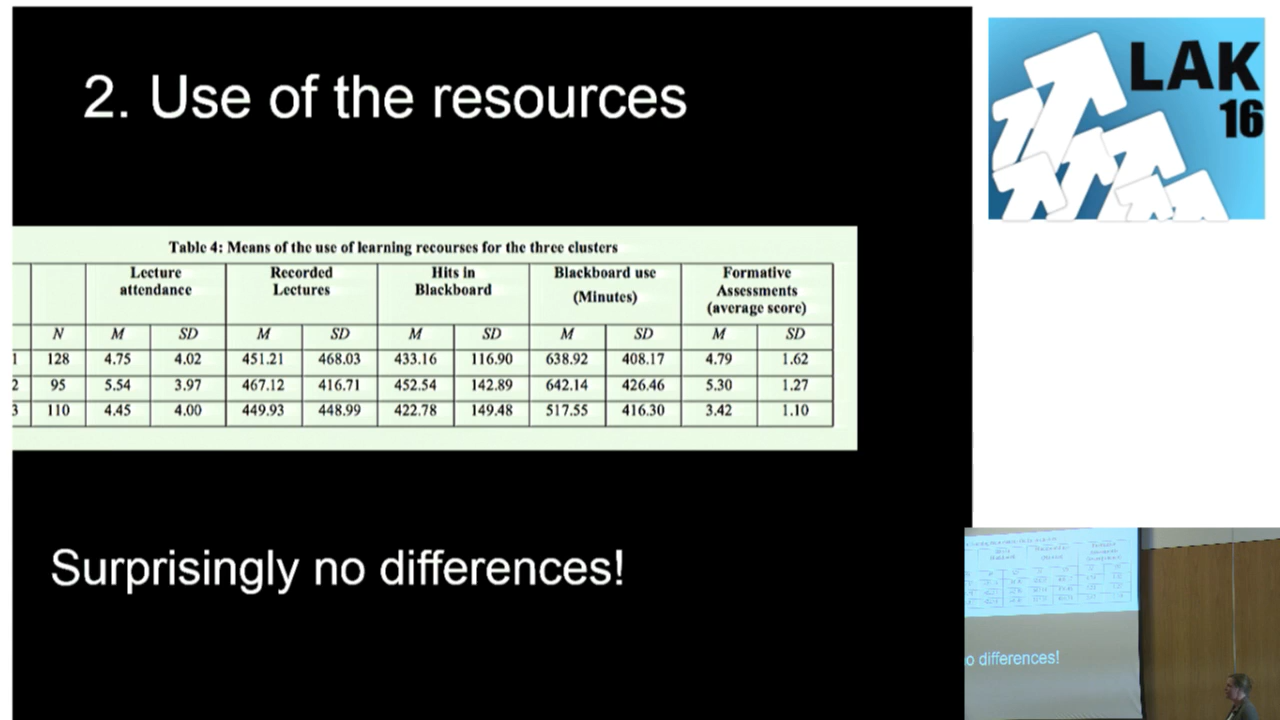 2. Use of the resources
LAK
16
Table 4: Means of the use of learning recourses for the three clusters
Lecture attendance Recorded Lectures Hits in Blackboard Blackboard use (Minutes) Formative Assessments (average score)
N M SD M SD M SD M SD M SD
1 128 4.75 4.02 451.21 468.03 433.16 116.90 638.92 408.17 4.79 1.62
2 95 5.54 3.97 467.12 416.71 452.54 142.89 642.14 426.46 5.30 1.27
3 110 4.45 4.00 449.93 448.99 422.78 149.48 517.55 416.30 3.42 1.10
Surprisingly no differences!
o differences!